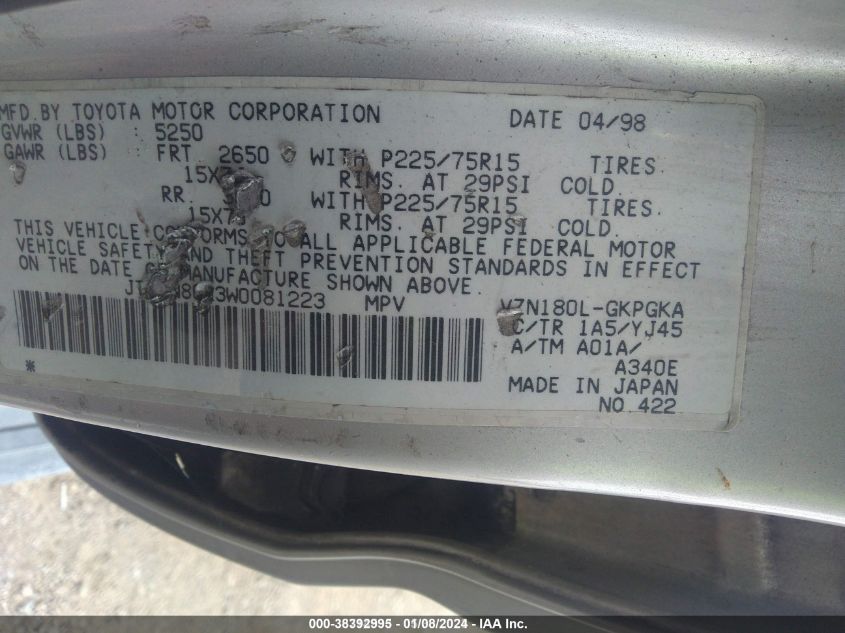 MFD. BY TOYOTA MOTOR CORPORATION DATE 04/98
GVWR (LBS) : 5250
GAWR (LBS) : FRT 2650 WITH P225/75R15 TIRES.
RIMS. AT 29PSI COLD.
RR. WITH P225/75R15 TIRES.
RIMS. AT 29PSI COLD.
THIS VEHICLE CONFORMS TO ALL APPLICABLE FEDERAL MOTOR
VEHICLE SAFETY AND THEFT PREVENTION STANDARDS IN EFFECT
ON THE DATE OF MANUFACTURE SHOWN ABOVE.
MPV VZN180L-GKPGKA
C/TR 1A5/YJ45
A/TM A01A/
A340E
MADE IN JAPAN
* NO. 422
000-38392995 - 01/08/2024 - IAA Inc.